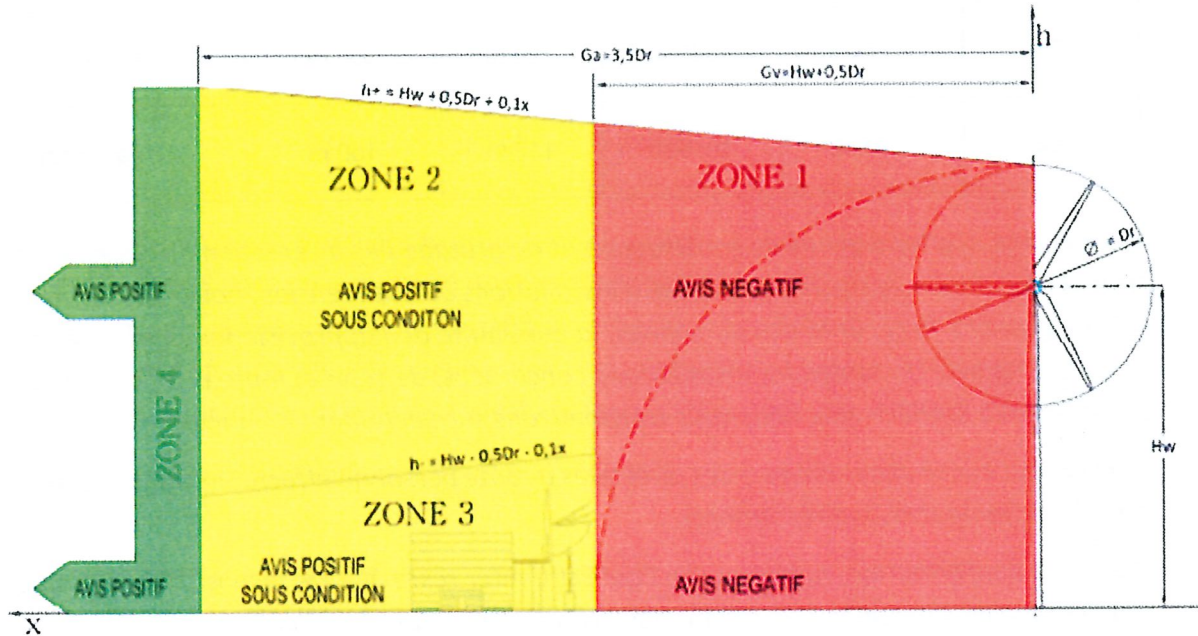 h
Ga=3,5Dr
Gv=Hw+0,5Dr
h+ = Hw + 0,5Dr + 0,1x
ZONE 2
ZONE 1
Ø = Dr
AVIS POSITIF
AVIS POSITIF
SOUS CONDITON
AVIS NEGATIF
ZONE 4
Hw
h- = Hw - 0,5Dr - 0,1x
ZONE 3
AVIS POSITIF
AVIS POSITIF
SOUS CONDITION
AVIS NEGATIF
X